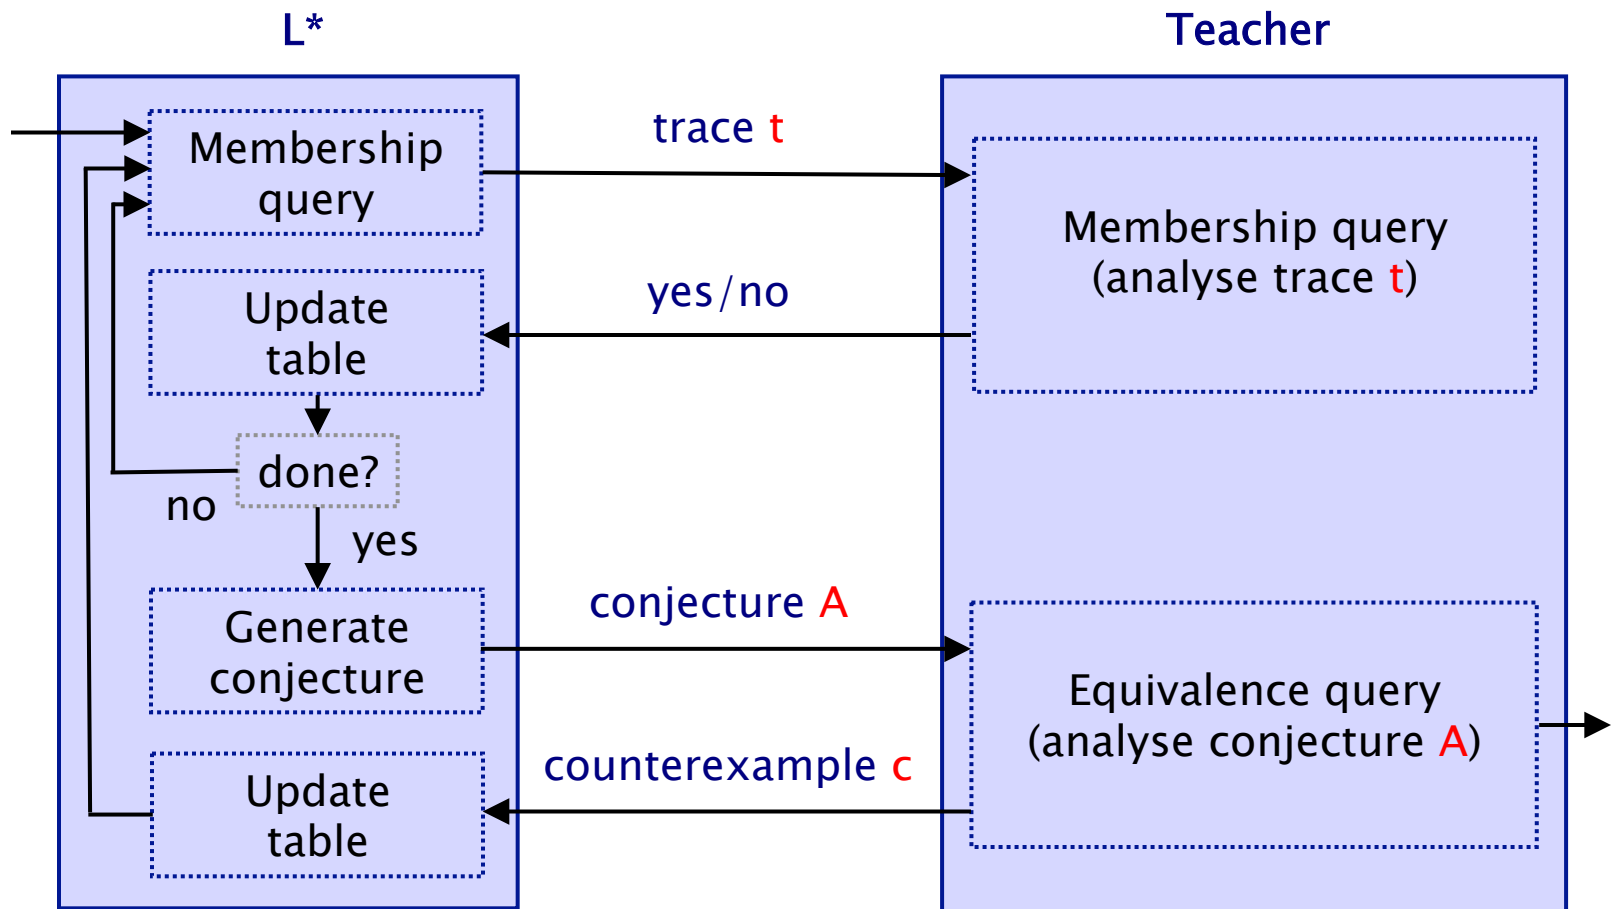 L*
Teacher
Membership
query
trace t
Membership query
(analyse trace t)
Update
table
yes/no
done?
no
yes
Generate
conjecture
conjecture A
Equivalence query
(analyse conjecture A)
Update
table
counterexample c